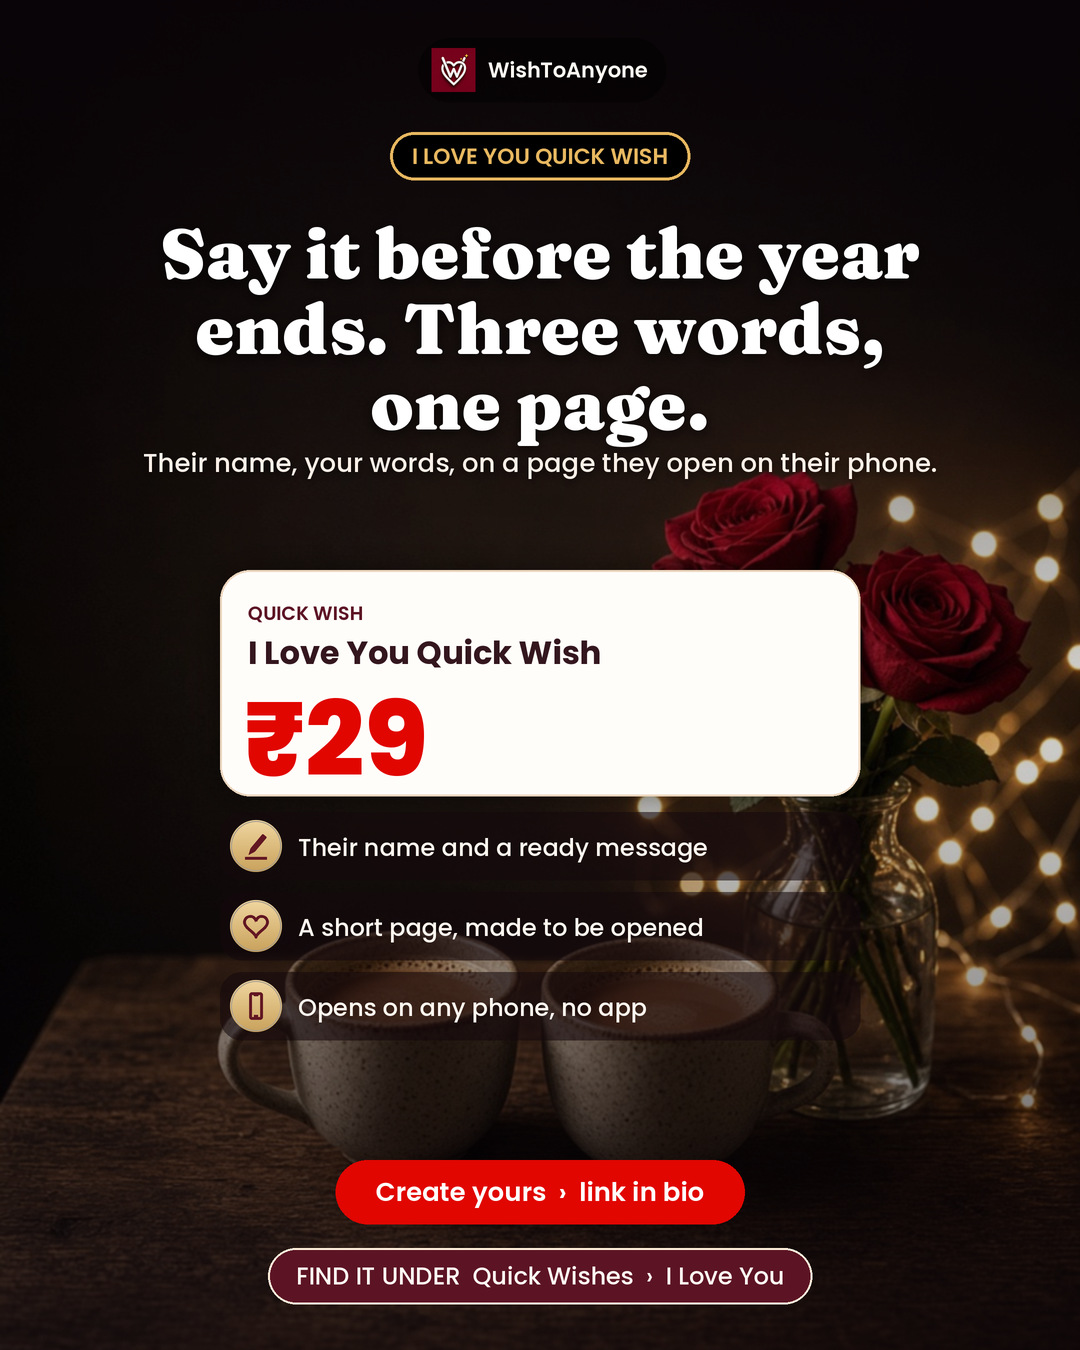 WishToAnyone
I LOVE YOU QUICK WISH
Say it before the year
ends. Three words,
one page.
Their name, your words, on a page they open on their phone.
QUICK WISH
I Love You Quick Wish
₹29
Their name and a ready message
A short page, made to be opened
Opens on any phone, no app
Create yours › link in bio
FIND IT UNDER Quick Wishes › I Love You